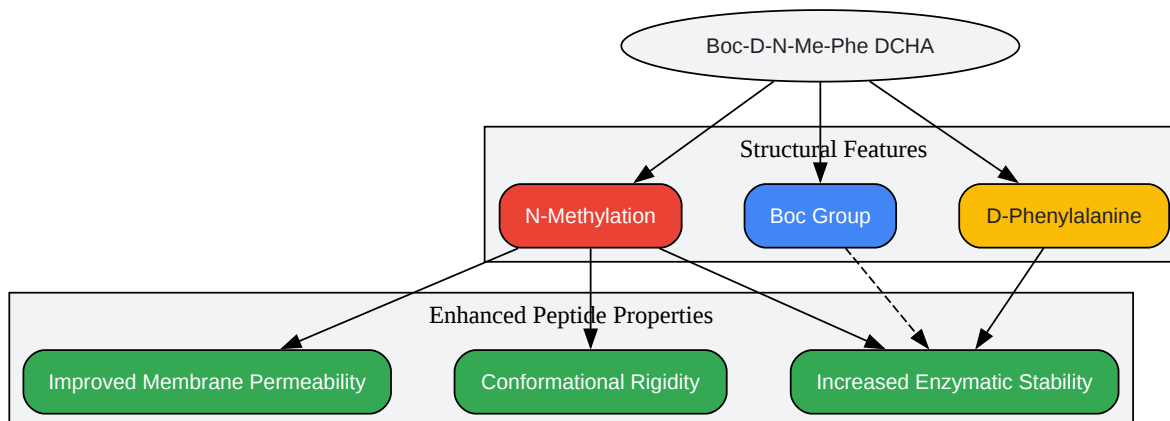 Boc-D-N-Me-Phe DCHA
Structural Features
N-Methylation
Boc Group
D-Phenylalanine
Enhanced Peptide Properties
Improved Membrane Permeability
Conformational Rigidity
Increased Enzymatic Stability